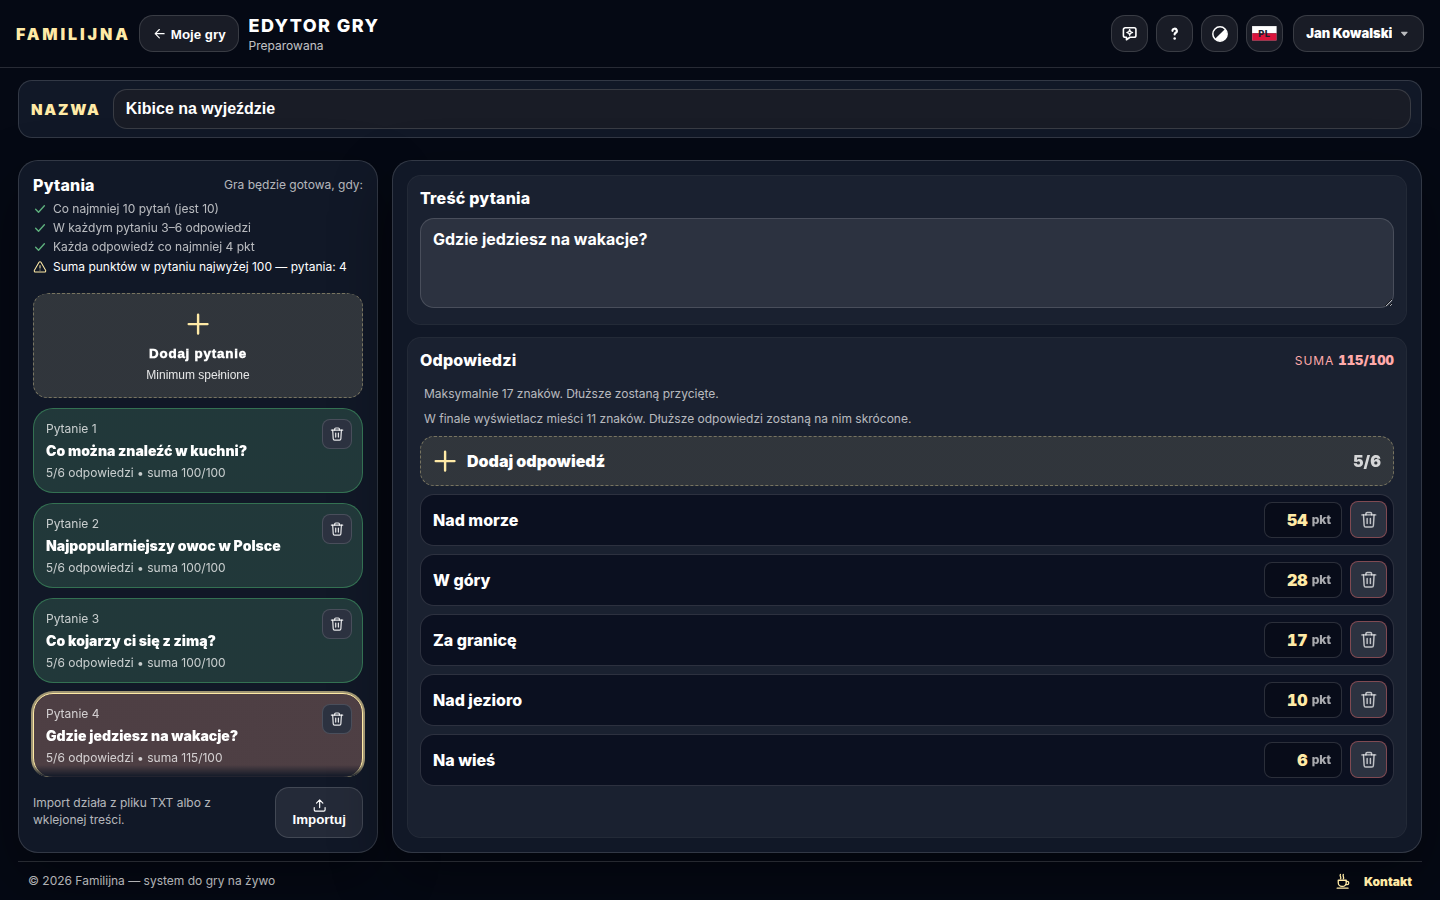 FAMILIJNA
← Moje gry
EDYTOR GRY
Preparowana
?
PL
Jan Kowalski
NAZWA
Kibice na wyjeździe
Pytania
Gra będzie gotowa, gdy:
Co najmniej 10 pytań (jest 10)
W każdym pytaniu 3–6 odpowiedzi
Każda odpowiedź co najmniej 4 pkt
Suma punktów w pytaniu najwyżej 100 — pytania: 4
Dodaj pytanie
Minimum spełnione
Pytanie 1
Co można znaleźć w kuchni?
5/6 odpowiedzi • suma 100/100
Pytanie 2
Najpopularniejszy owoc w Polsce
5/6 odpowiedzi • suma 100/100
Pytanie 3
Co kojarzy ci się z zimą?
5/6 odpowiedzi • suma 100/100
Pytanie 4
Gdzie jedziesz na wakacje?
5/6 odpowiedzi • suma 115/100
Import działa z pliku TXT albo z
wklejonej treści.
Importuj
Treść pytania
Gdzie jedziesz na wakacje?
Odpowiedzi
SUMA 115/100
Maksymalnie 17 znaków. Dłuższe zostaną przycięte.
W finale wyświetlacz mieści 11 znaków. Dłuższe odpowiedzi zostaną na nim skrócone.
Dodaj odpowiedź
5/6
Nad morze
54 pkt
W góry
28 pkt
Za granicę
17 pkt
Nad jezioro
10 pkt
Na wieś
6 pkt
© 2026 Familijna — system do gry na żywo
Kontakt